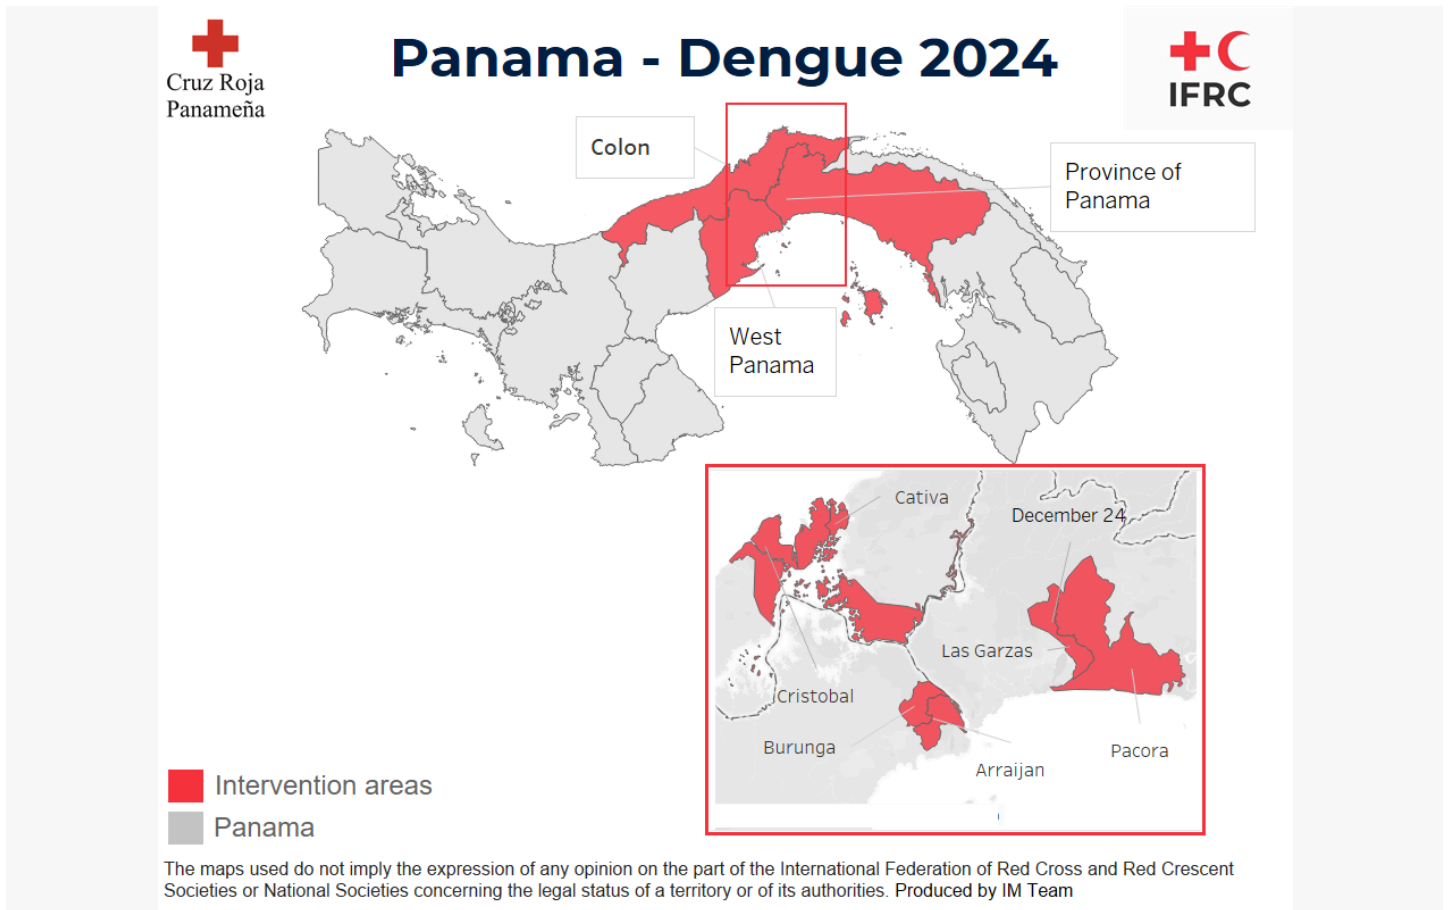 Cruz Roja
Panameña
Panama - Dengue 2024
IFRC
Colon
Province of
Panama
West
Panama
Cativa
December 24
Las Garzas
Cristobal
Burunga
Arraijan
Pacora
Intervention areas
Panama
The maps used do not imply the expression of any opinion on the part of the International Federation of Red Cross and Red Crescent
Societies or National Societies concerning the legal status of a territory or of its authorities. Produced by IM Team